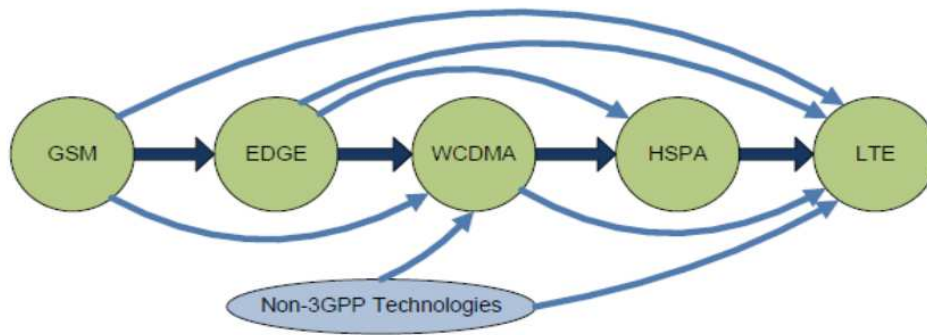 GSM
EDGE
WCDMA
HSPA
LTE
Non-3GPP Technologies